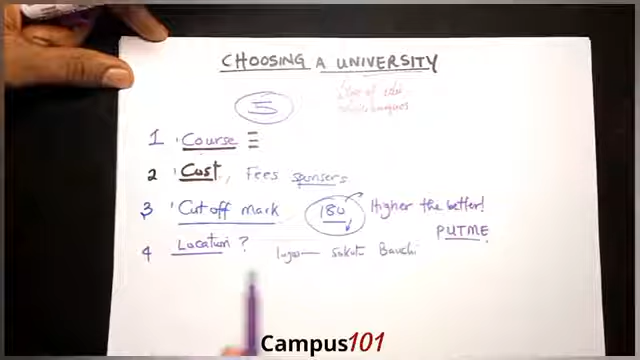 CHOOSING A UNIVERSITY
5
1 Course
2 Cost, Fees sponsers
3 Cut off mark 180 Higher the better!
PUTME
4 Location? lagos — Sokoto Bauchi
Campus101